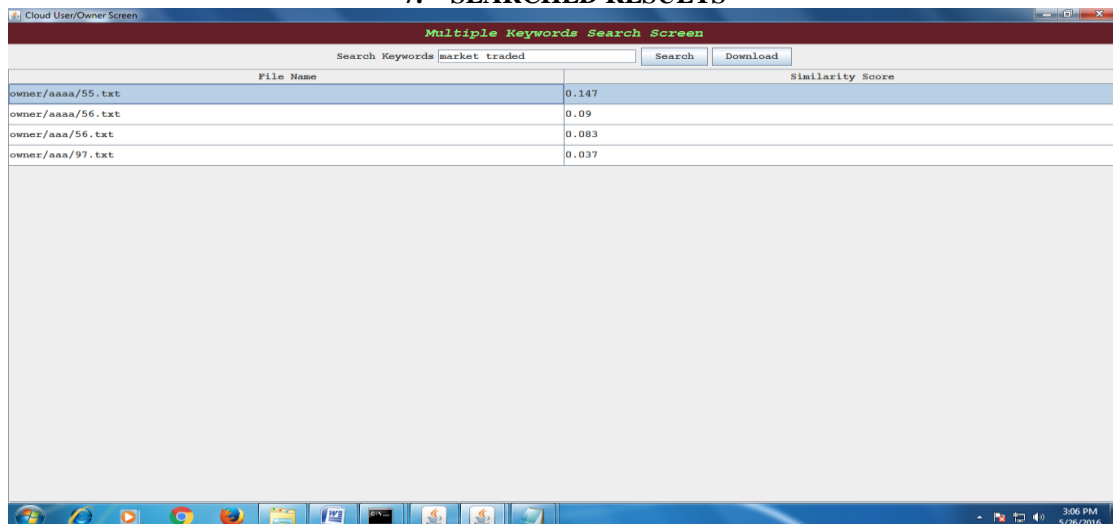 7. SEARCHED RESULTS
Cloud User/Owner Screen
Multiple Keywords Search Screen
Search Keywords market traded Search Download
File Name Similarity Score
owner/aaaa/55.txt 0.147
owner/aaaa/56.txt 0.09
owner/aaa/56.txt 0.083
owner/aaa/97.txt 0.037
3:06 PM
5/26/2016